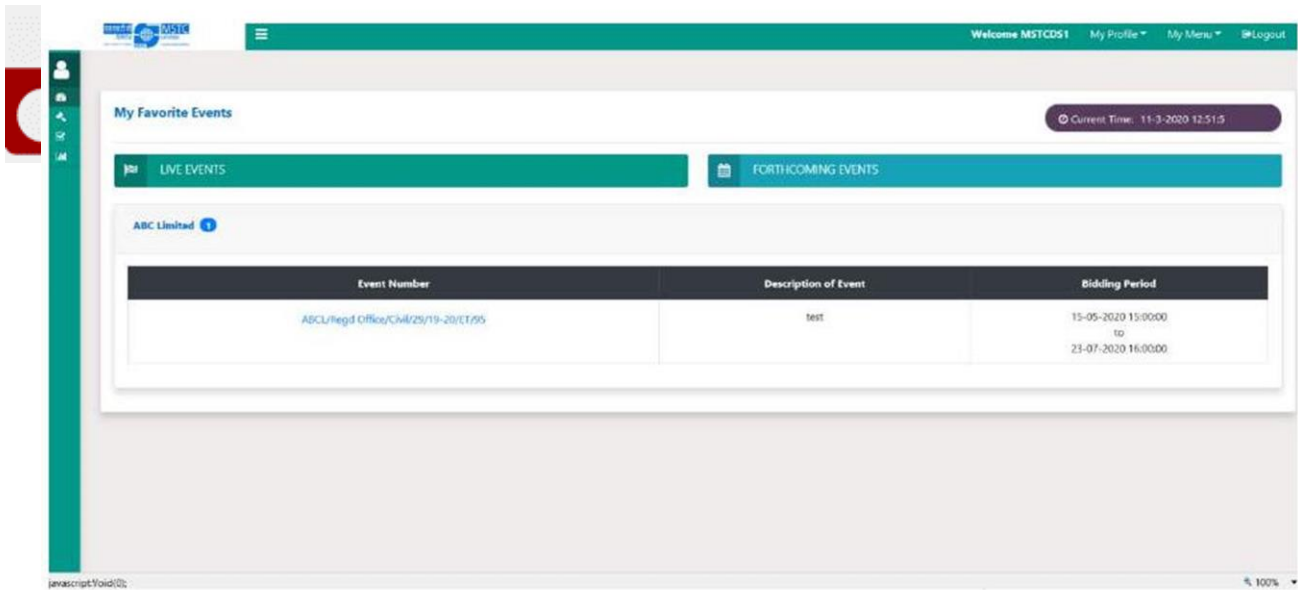 MSTC
Welcome MSTCDS1 My Profile My Menu Logout
My Favorite Events
Current Time: 11-3-2020 12:51:5
LIVE EVENTS
FORTHCOMING EVENTS
ABC Limited 1
Event Number Description of Event Bidding Period
ABCL/Regd Office/Civil/29/19-20/ET/95 test 15-05-2020 15:00:00
to
23-07-2020 16:00:00
javascript:Void(0);
100%